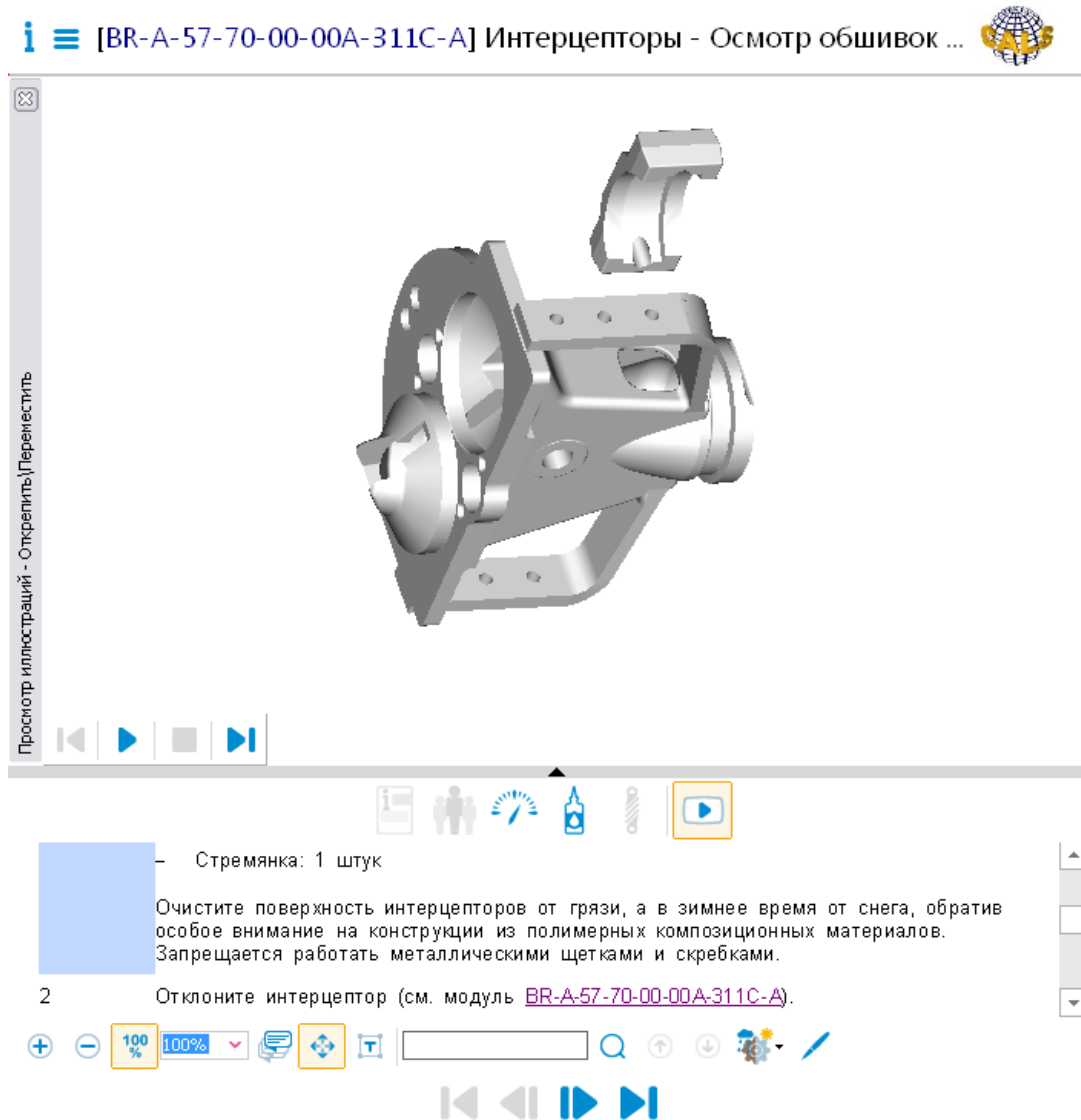 [BR-A-57-70-00-00A-311C-A] Интерцепторы - Осмотр обшивок ...
CALS
Просмотр иллюстраций - Открепить\Переместить
– Стремянка: 1 штук
Очистите поверхность интерцепторов от грязи, а в зимнее время от снега, обратив
особое внимание на конструкции из полимерных композиционных материалов.
Запрещается работать металлическими щетками и скребками.
2 Отклоните интерцептор (см. модуль BR-A-57-70-00-00A-311C-A).
100%
100%
T